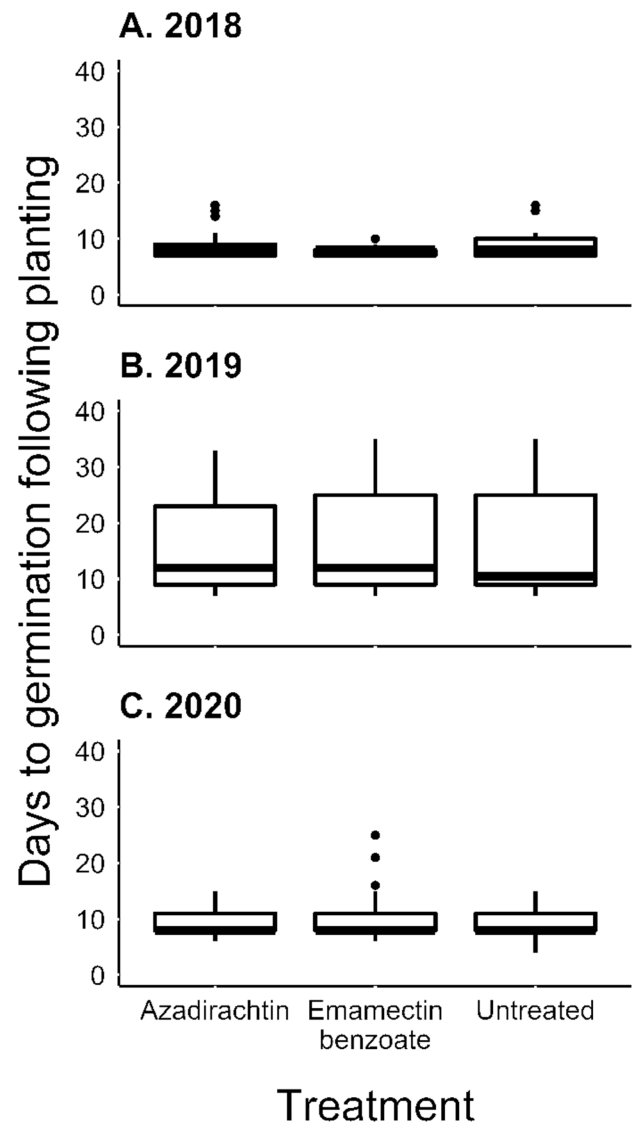 A. 2018
40
30
20
10
0
B. 2019
40
30
20
10
0
C. 2020
40
30
20
10
0
Days to germination following planting
Azadirachtin
Emamectin
benzoate
Untreated
Treatment